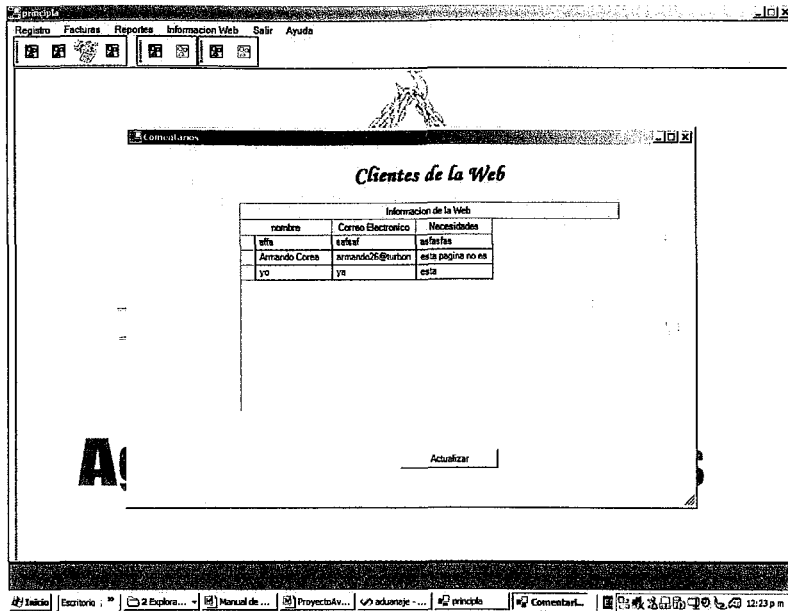 principla
Registro Facturas Reportes Informacion Web Salir Ayuda
Comentarios
Clientes de la Web
Informacion de la Web
nombre Correo Electronico Necesidades
affa safsaf asfasfas
Armando Corea armando26@turbon esta pagina no es
yo ya esta
Actualizar
A s
Inicio Escritorio » 2 Explora... Manual de ... ProyectoAv... aduanaje - ... principla Comentari... 12:23 p m